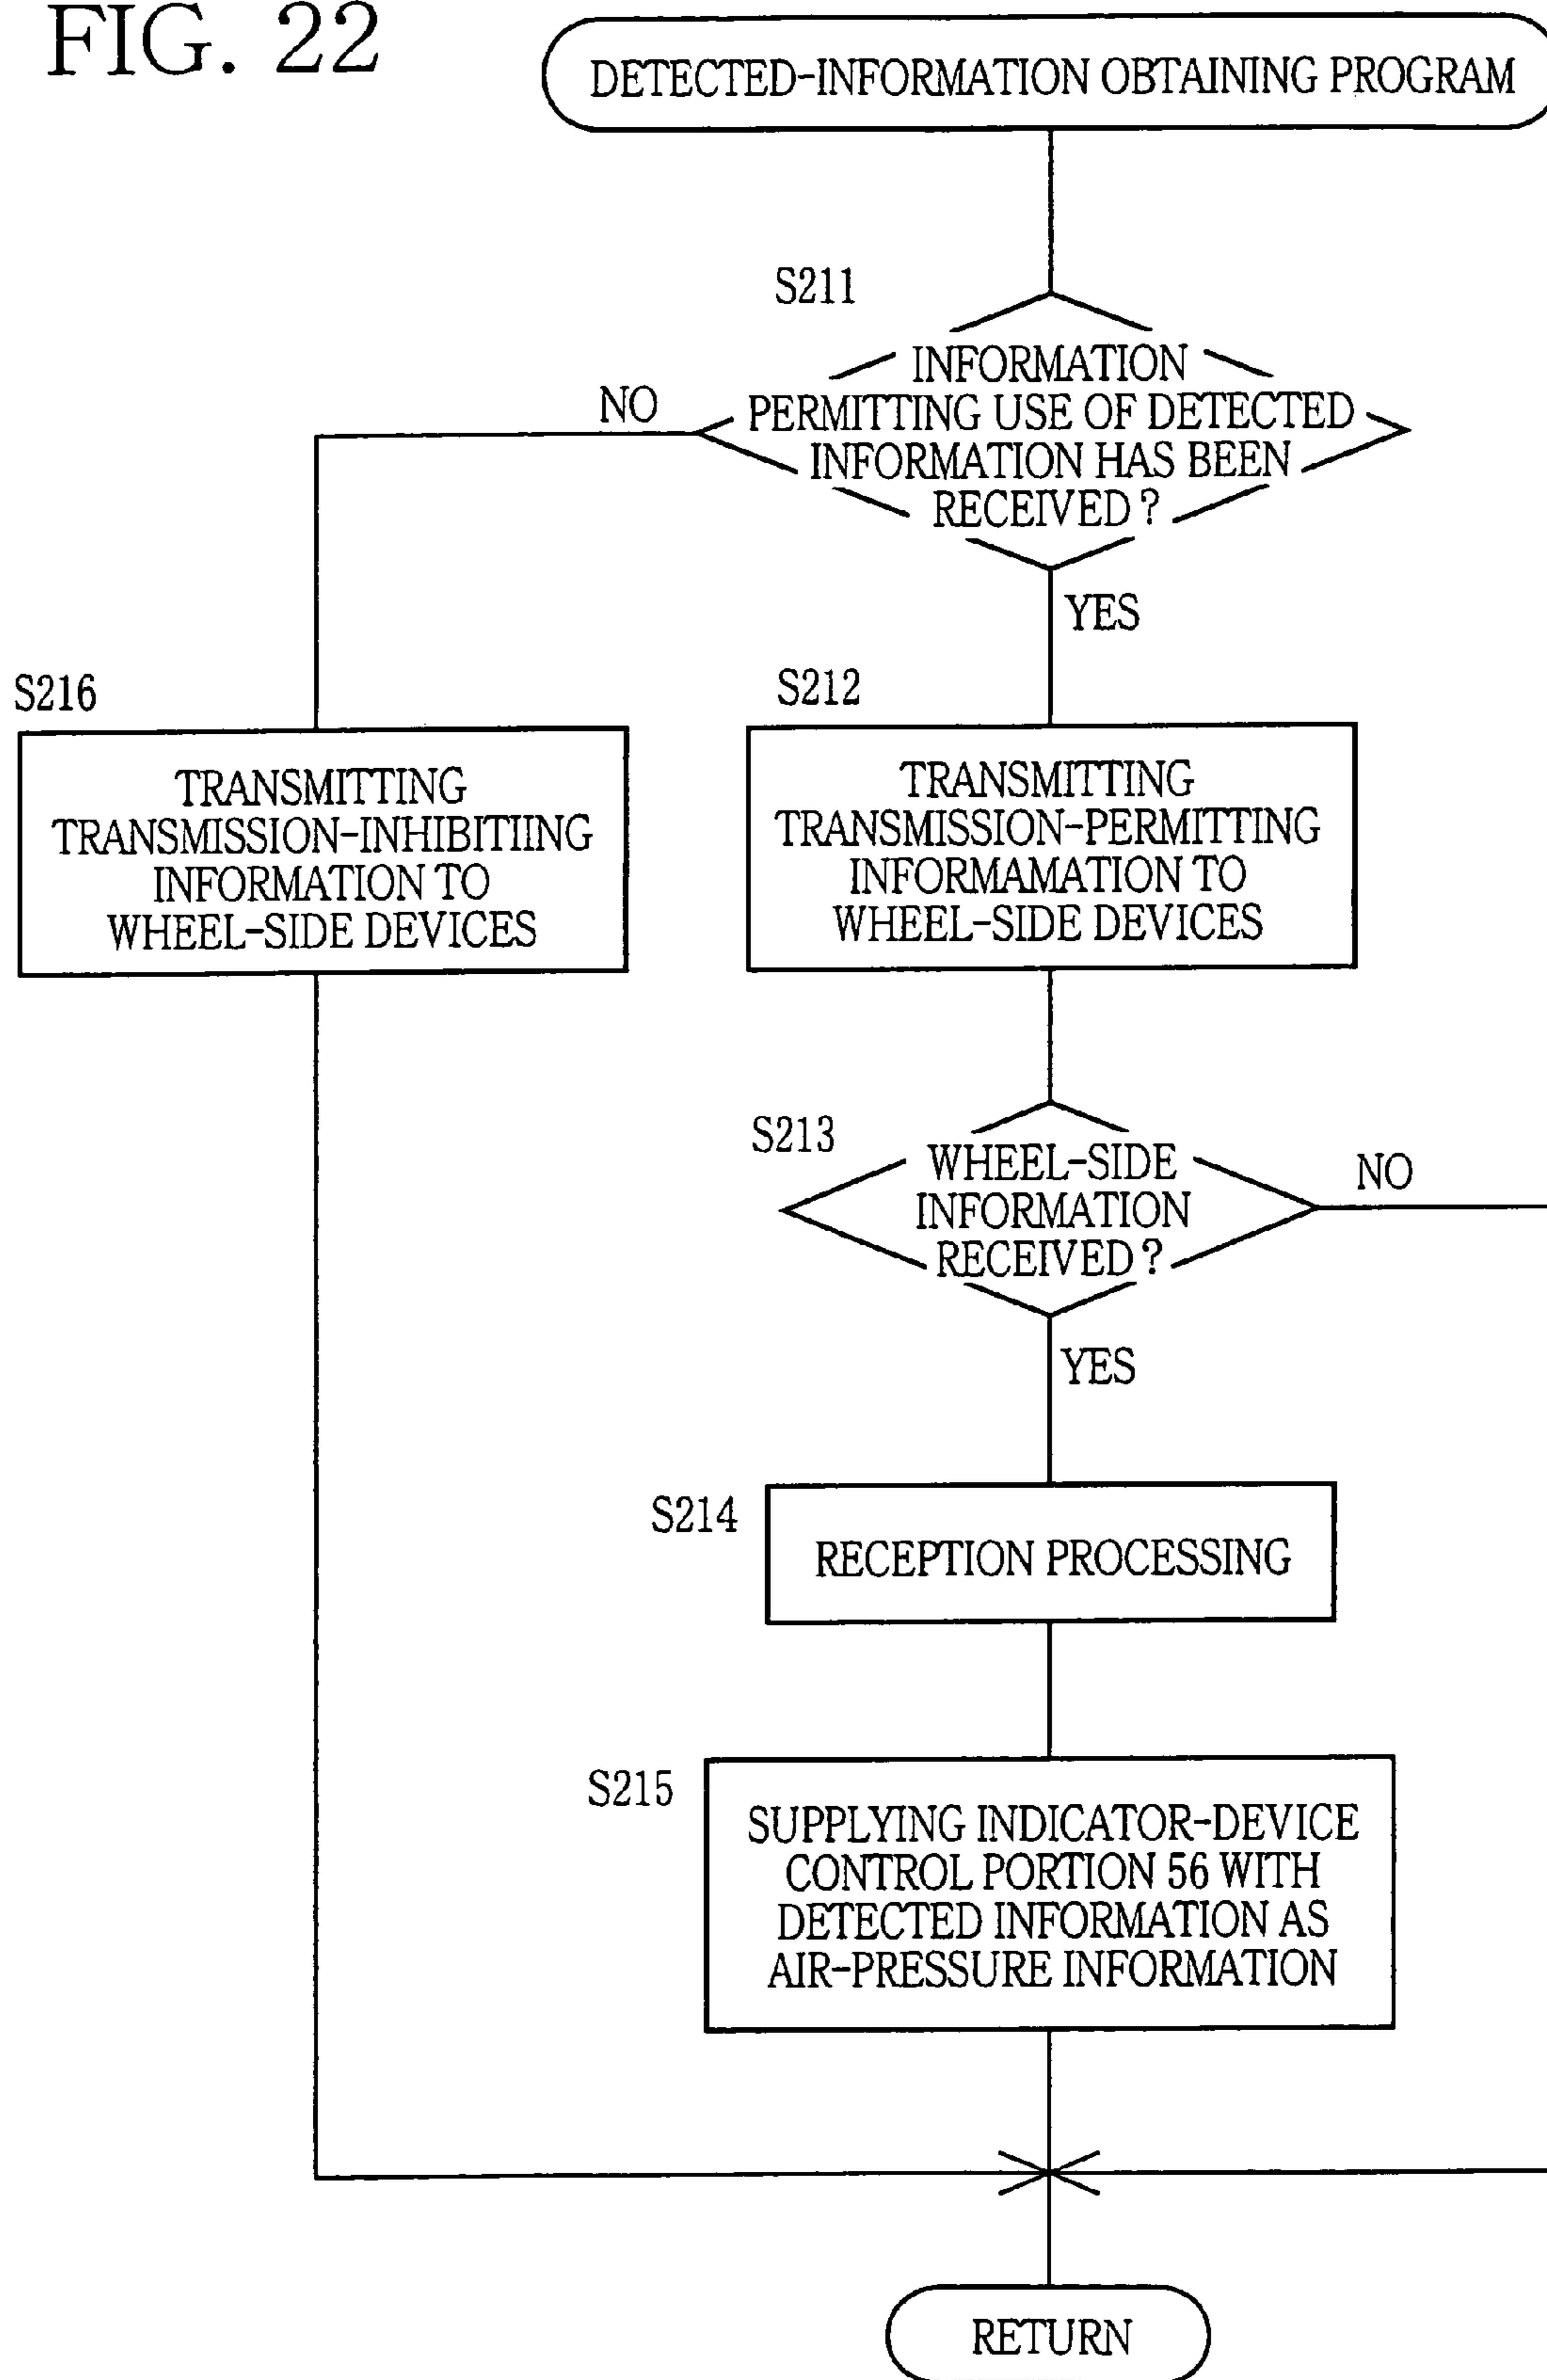 FIG. 22
DETECTED-INFORMATION OBTAINING PROGRAM
S211
INFORMATION
PERMITTING USE OF DETECTED
INFORMATION HAS BEEN
RECEIVED?
NO
YES
S216
TRANSMITTING
TRANSMISSION-INHIBITIING
INFORMATION TO
WHEEL-SIDE DEVICES
S212
TRANSMITTING
TRANSMISSION-PERMITTING
INFORMAMATION TO
WHEEL-SIDE DEVICES
S213
WHEEL-SIDE
INFORMATION
RECEIVED?
NO
YES
S214
RECEPTION PROCESSING
S215
SUPPLYING INDICATOR-DEVICE
CONTROL PORTION 56 WITH
DETECTED INFORMATION AS
AIR-PRESSURE INFORMATION
RETURN